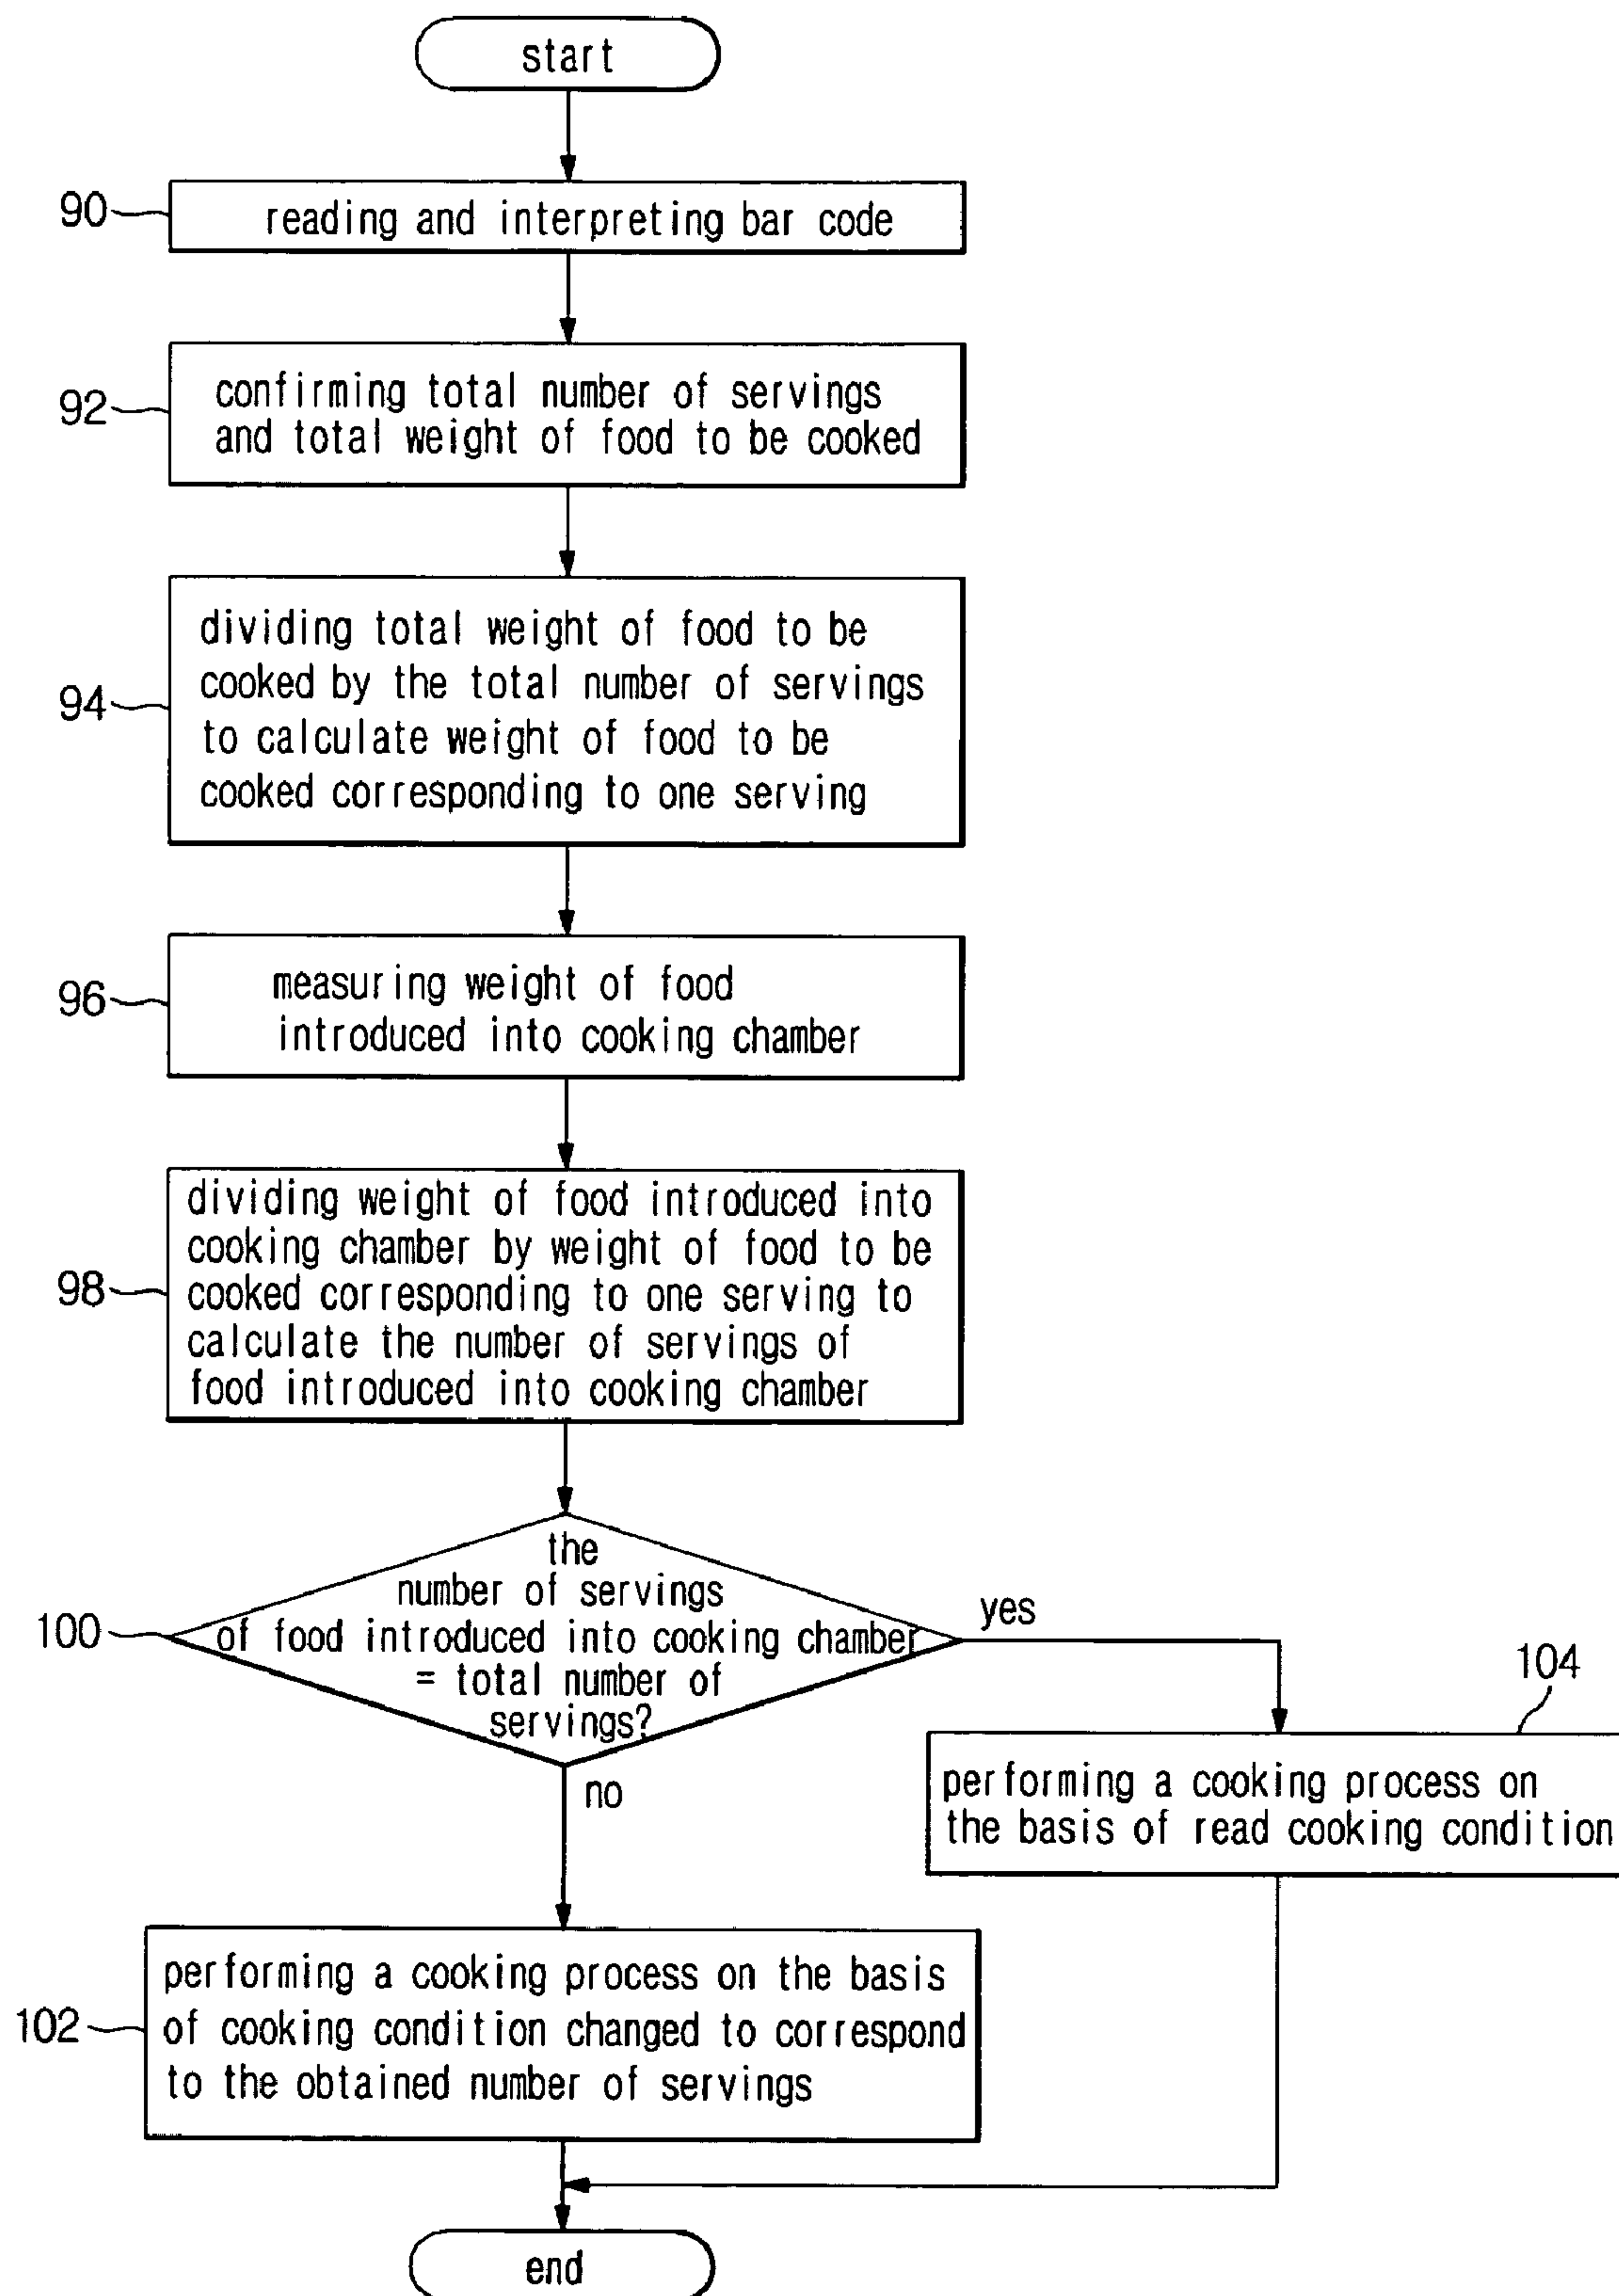 start
90
reading and interpreting bar code
92
confirming total number of servings
and total weight of food to be cooked
94
dividing total weight of food to be
cooked by the total number of servings
to calculate weight of food to be
cooked corresponding to one serving
96
measuring weight of food
introduced into cooking chamber
98
dividing weight of food introduced into
cooking chamber by weight of food to be
cooked corresponding to one serving to
calculate the number of servings of
food introduced into cooking chamber
100
the
number of servings
of food introduced into cooking chamber
= total number of
servings?
yes
no
104
performing a cooking process on
the basis of read cooking condition
102
performing a cooking process on the basis
of cooking condition changed to correspond
to the obtained number of servings
end